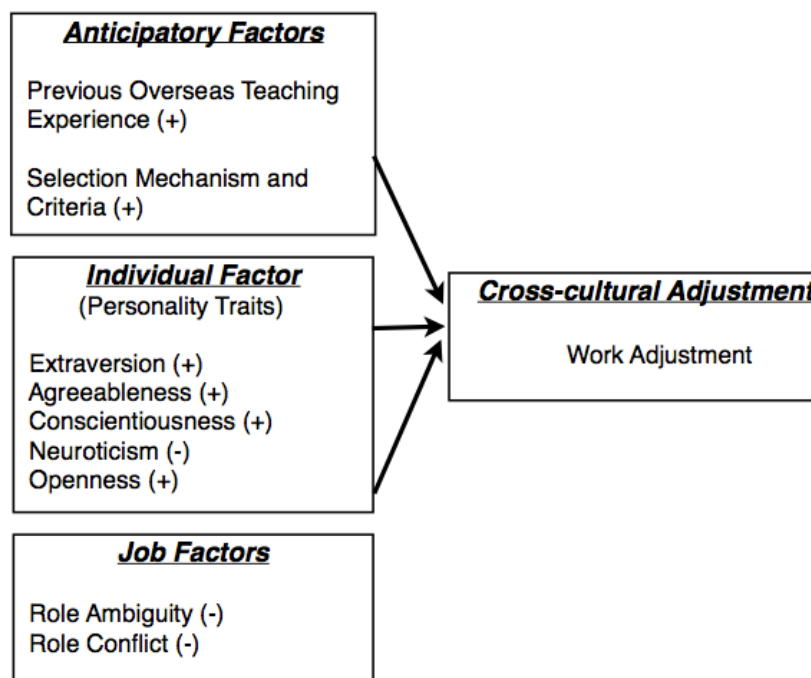 Anticipatory Factors
Previous Overseas Teaching
Experience (+)
Selection Mechanism and
Criteria (+)
Individual Factor
(Personality Traits)
Extraversion (+)
Agreeableness (+)
Conscientiousness (+)
Neuroticism (-)
Openness (+)
Cross-cultural Adjustment
Work Adjustment
Job Factors
Role Ambiguity (-)
Role Conflict (-)